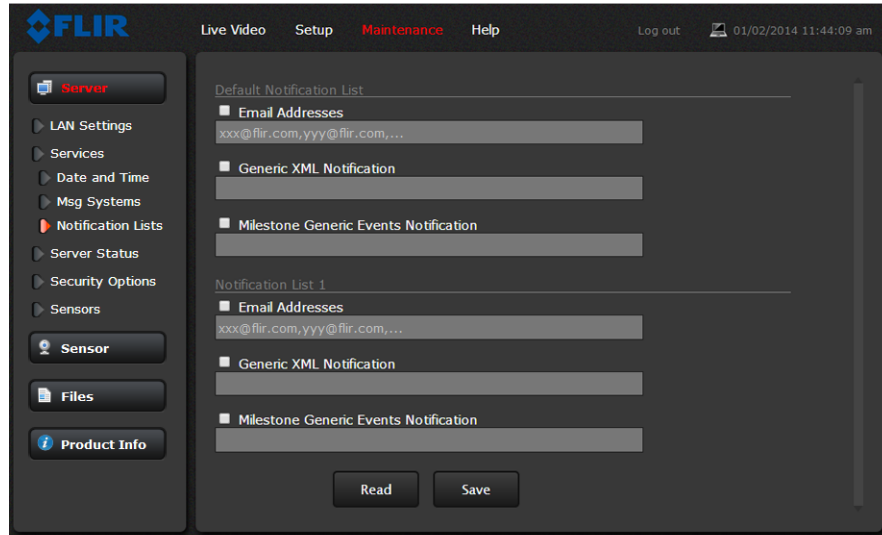 FLIR
Live Video Setup Maintenance Help Log out 01/02/2014 11:44:09 am
Server
LAN Settings
Services
Date and Time
Msg Systems
Notification Lists
Server Status
Security Options
Sensors
Sensor
Files
Product Info
Default Notification List
Email Addresses
xxx@flir.com,yyy@flir.com,...
Generic XML Notification
Milestone Generic Events Notification
Notification List 1
Email Addresses
xxx@flir.com,yyy@flir.com,...
Generic XML Notification
Milestone Generic Events Notification
Read Save